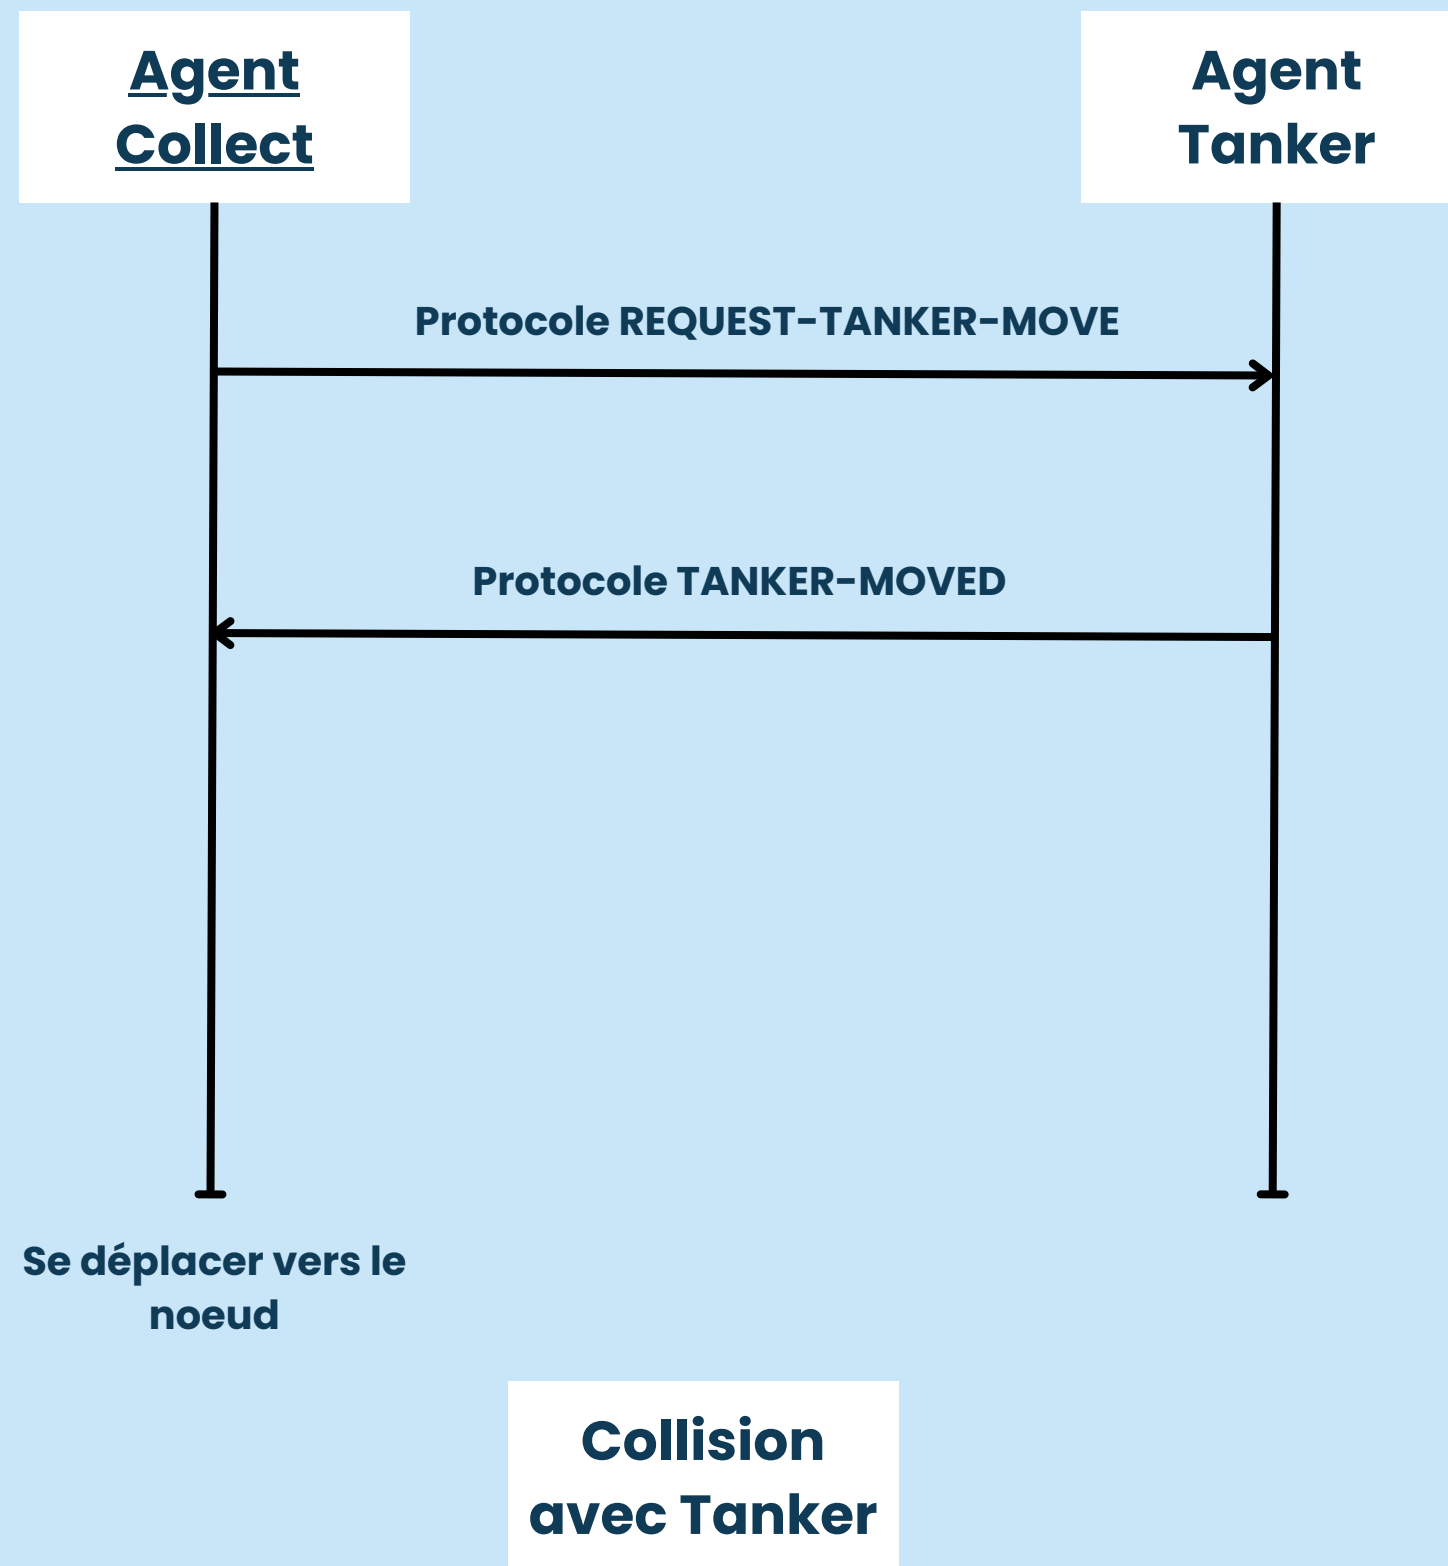 Agent
Collect
Agent
Tanker
Protocole REQUEST-TANKER-MOVE
Protocole TANKER-MOVED
Se déplacer vers le
noeud
Collision
avec Tanker